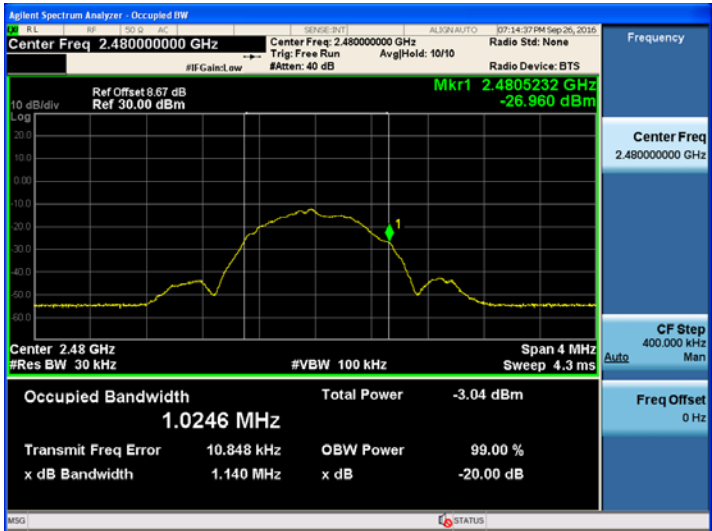 Agilent Spectrum Analyzer - Occupied BW
RL RF 50 Ω AC SENSE:INT ALIGN AUTO 07:14:37 PM Sep 26, 2016
Center Freq 2.480000000 GHz Center Freq: 2.480000000 GHz Radio Std: None Frequency
Trig: Free Run Avg|Hold: 10/10
#IFGain:Low #Atten: 40 dB Radio Device: BTS
Ref Offset 8.67 dB Mkr1 2.4805232 GHz
10 dB/div Ref 30.00 dBm -26.960 dBm
Log
20.0
10.0
0.00
-10.0
-20.0
-30.0
-40.0
-50.0
-60.0
1
Center Freq
2.480000000 GHz
Center 2.48 GHz Span 4 MHz
#Res BW 30 kHz #VBW 100 kHz Sweep 4.3 ms
CF Step
400.000 kHz
Auto Man
Occupied Bandwidth Total Power -3.04 dBm
1.0246 MHz
Freq Offset
0 Hz
Transmit Freq Error 10.848 kHz OBW Power 99.00 %
x dB Bandwidth 1.140 MHz x dB -20.00 dB
MSG STATUS